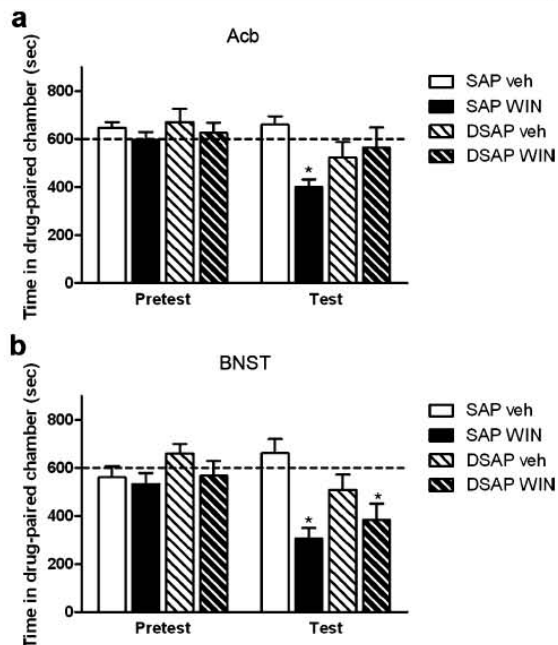 a
Acb
Time in drug-paired chamber (sec)
800
600
400
200
0
*
Pretest
Test
SAP veh
SAP WIN
DSAP veh
DSAP WIN
b
BNST
Time in drug-paired chamber (sec)
800
600
400
200
0
*
*
Pretest
Test
SAP veh
SAP WIN
DSAP veh
DSAP WIN